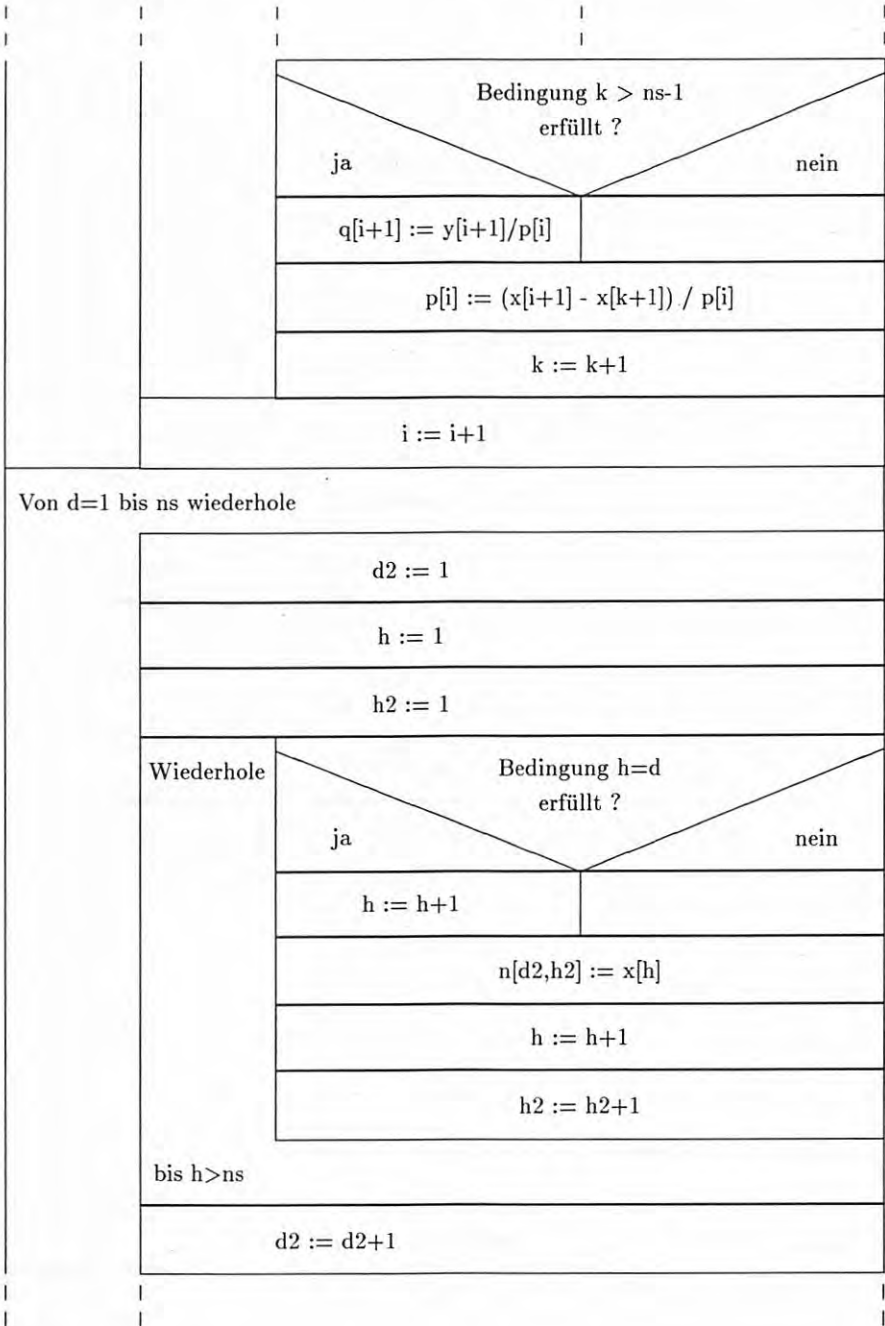 Bedingung k > ns-1
erfüllt ?
ja
nein
q[i+1] := y[i+1]/p[i]
p[i] := (x[i+1] - x[k+1]) / p[i]
k := k+1
i := i+1
Von d=1 bis ns wiederhole
d2 := 1
h := 1
h2 := 1
Wiederhole
Bedingung h=d
erfüllt ?
ja
nein
h := h+1
n[d2,h2] := x[h]
h := h+1
h2 := h2+1
bis h>ns
d2 := d2+1